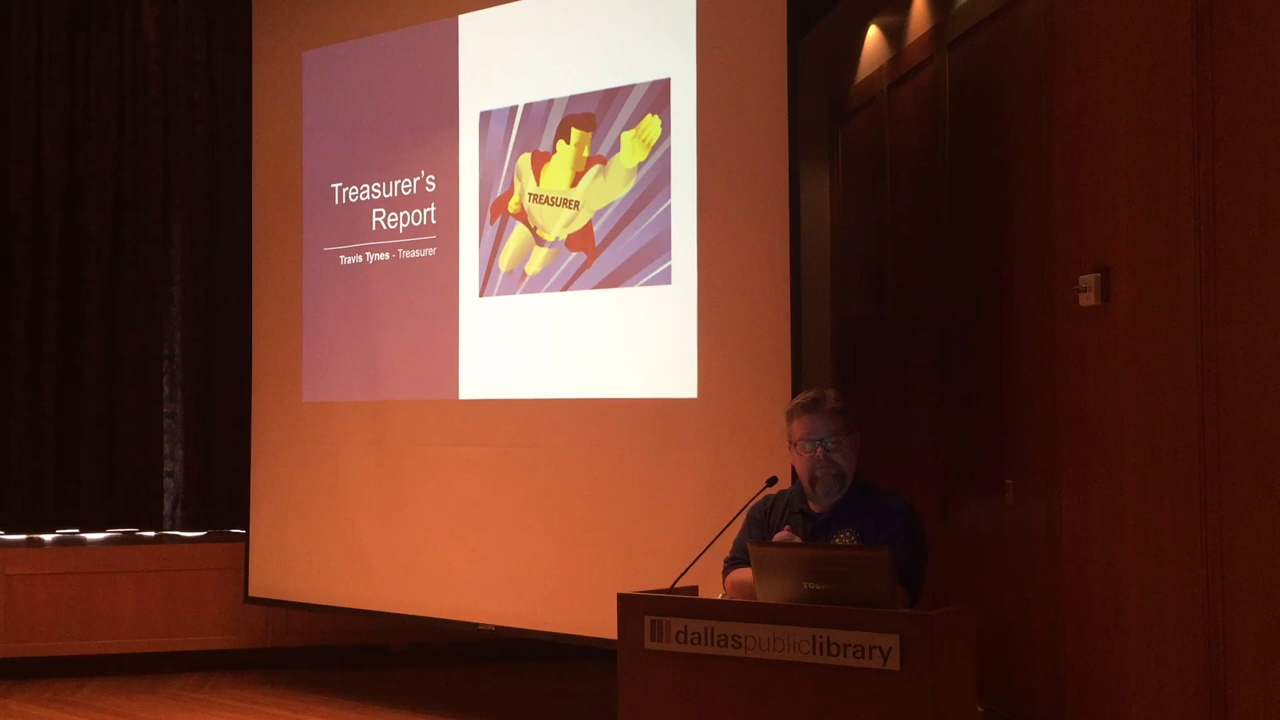 Treasurer's
Report
Travis Tynes - Treasurer
TREASURER
dallaspubliclibrary